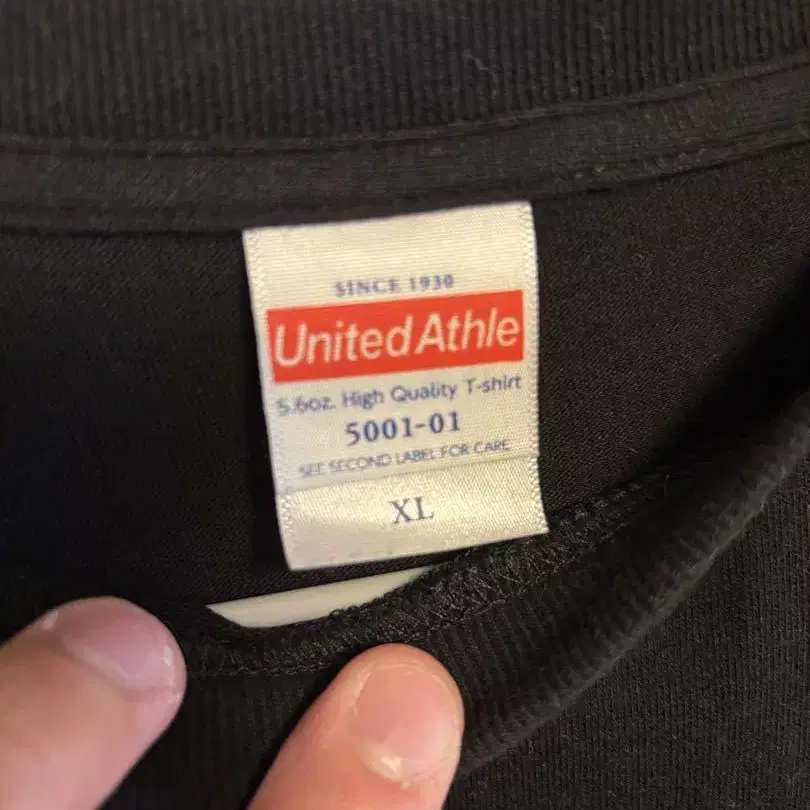 SINCE 1930
United Athle
5.6oz. High Quality T-shirt
5001-01
SEE SECOND LABEL FOR CARE
XL